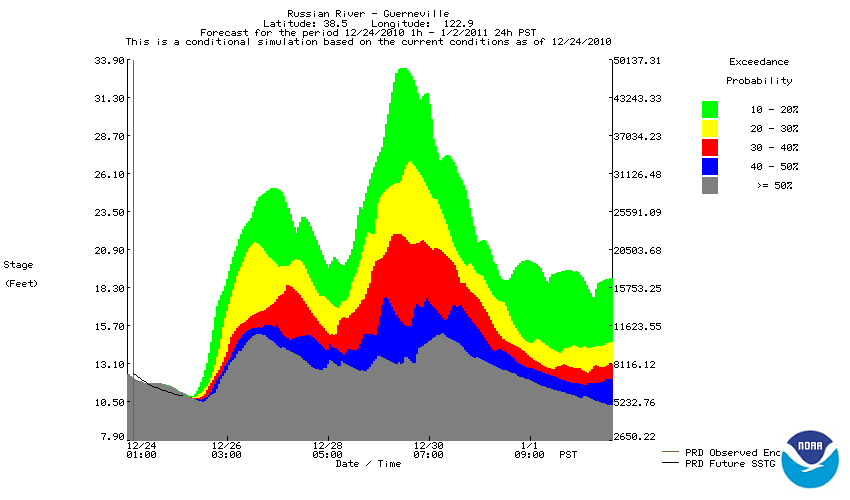 Russian River - Guerneville
Latitude: 38.5 Longitude: 122.9
Forecast for the period 12/24/2010 1h - 1/2/2011 24h PST
This is a conditional simulation based on the current conditions as of 12/24/2010
33.90 50137.31
31.30 43243.33
28.70 37034.23
26.10 31126.48
23.50 25591.09
20.90 20503.68
18.30 15753.25
15.70 11623.55
13.10 8116.12
10.50 5232.76
7.90 2650.22
Stage
(Feet)
12/24 12/26 12/28 12/30 1/1
01:00 03:00 05:00 07:00 09:00 PST
Date / Time
Exceedance
Probability
10 - 20%
20 - 30%
30 - 40%
40 - 50%
>= 50%
PRD Observed Enc
PRD Future SSTG
NOAA